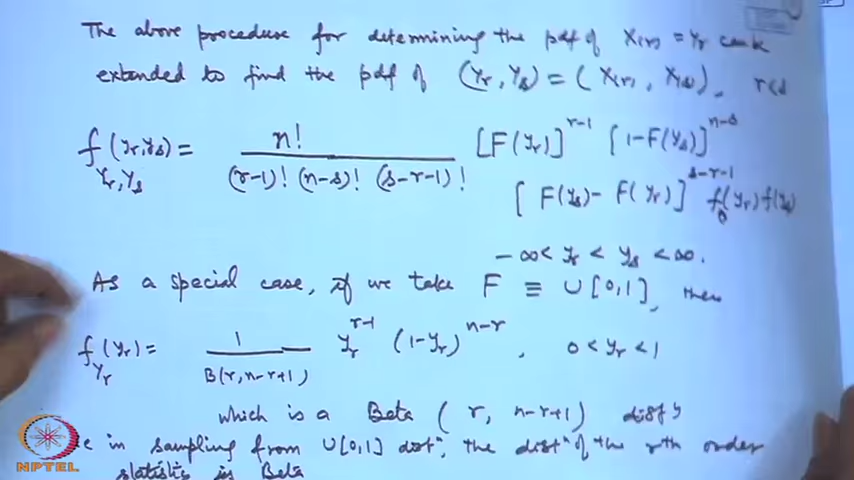 The above procedure for determining the pdf of X(r) = Yr can be
extended to find the pdf of (Yr, Ys) = (X(r), X(s)), r<s
f (yr,ys) = n! [F(yr)]^{r-1} [1-F(ys)]^{n-s}
Yr,Ys (r-1)! (n-s)! (s-r-1)!
[F(ys) - F(yr)]^{s-r-1} f(yr) f(ys)
-∞ < yr < ys < ∞.
As a special case, if we take F ≡ U[0,1], then
f (yr) = 1 yr^{r-1} (1-yr)^{n-r}, 0 < yr < 1
Yr B(r, n-r+1)
which is a Beta (r, n-r+1) distⁿ
in sampling from U[0,1] distⁿ, the distⁿ of the rth order
statistic is Beta
NPTEL